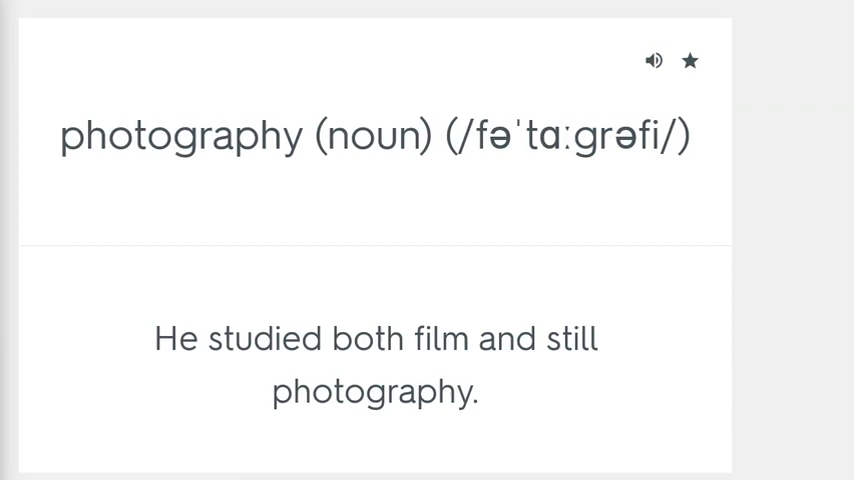 photography (noun) (/fəˈtɑːgrəfi/)
He studied both film and still
photography.